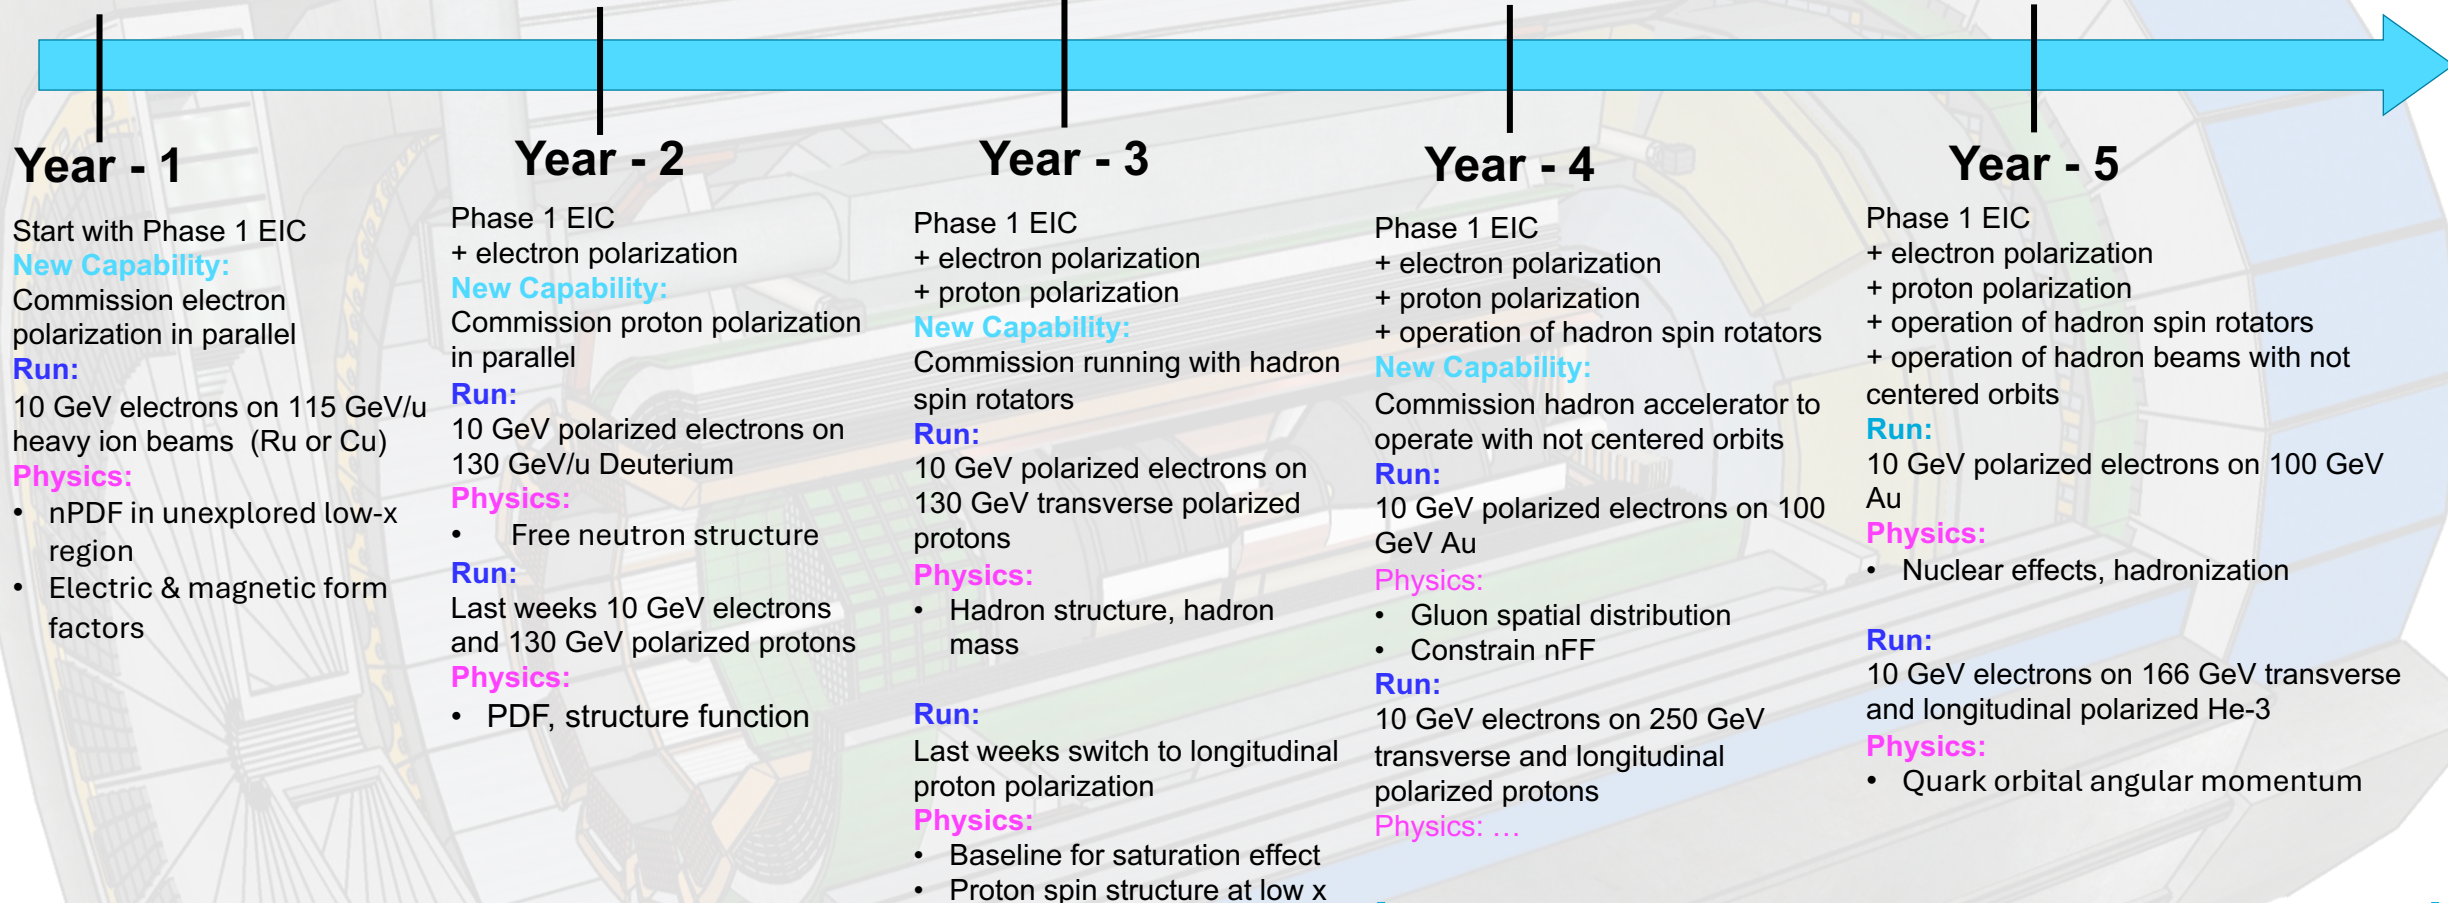 Year - 1
Start with Phase 1 EIC
New Capability:
Commission electron
polarization in parallel
Run:
10 GeV electrons on 115 GeV/u
heavy ion beams (Ru or Cu)
Physics:
• nPDF in unexplored low-x
region
• Electric & magnetic form
factors
Year - 2
Phase 1 EIC
+ electron polarization
New Capability:
Commission proton polarization
in parallel
Run:
10 GeV polarized electrons on
130 GeV/u Deuterium
Physics:
• Free neutron structure
Run:
Last weeks 10 GeV electrons
and 130 GeV polarized protons
Physics:
• PDF, structure function
Year - 3
Phase 1 EIC
+ electron polarization
+ proton polarization
New Capability:
Commission running with hadron
spin rotators
Run:
10 GeV polarized electrons on
130 GeV transverse polarized
protons
Physics:
• Hadron structure, hadron
mass
Run:
Last weeks switch to longitudinal
proton polarization
Physics:
• Baseline for saturation effect
• Proton spin structure at low x
Year - 4
Phase 1 EIC
+ electron polarization
+ proton polarization
+ operation of hadron spin rotators
New Capability:
Commission hadron accelerator to
operate with not centered orbits
Run:
10 GeV polarized electrons on 100
GeV Au
Physics:
• Gluon spatial distribution
• Constrain nFF
Run:
10 GeV electrons on 250 GeV
transverse and longitudinal
polarized protons
Physics: …
Year - 5
Phase 1 EIC
+ electron polarization
+ proton polarization
+ operation of hadron spin rotators
+ operation of hadron beams with not
centered orbits
Run:
10 GeV polarized electrons on 100 GeV
Au
Physics:
• Nuclear effects, hadronization
Run:
10 GeV electrons on 166 GeV transverse
and longitudinal polarized He-3
Physics:
• Quark orbital angular momentum